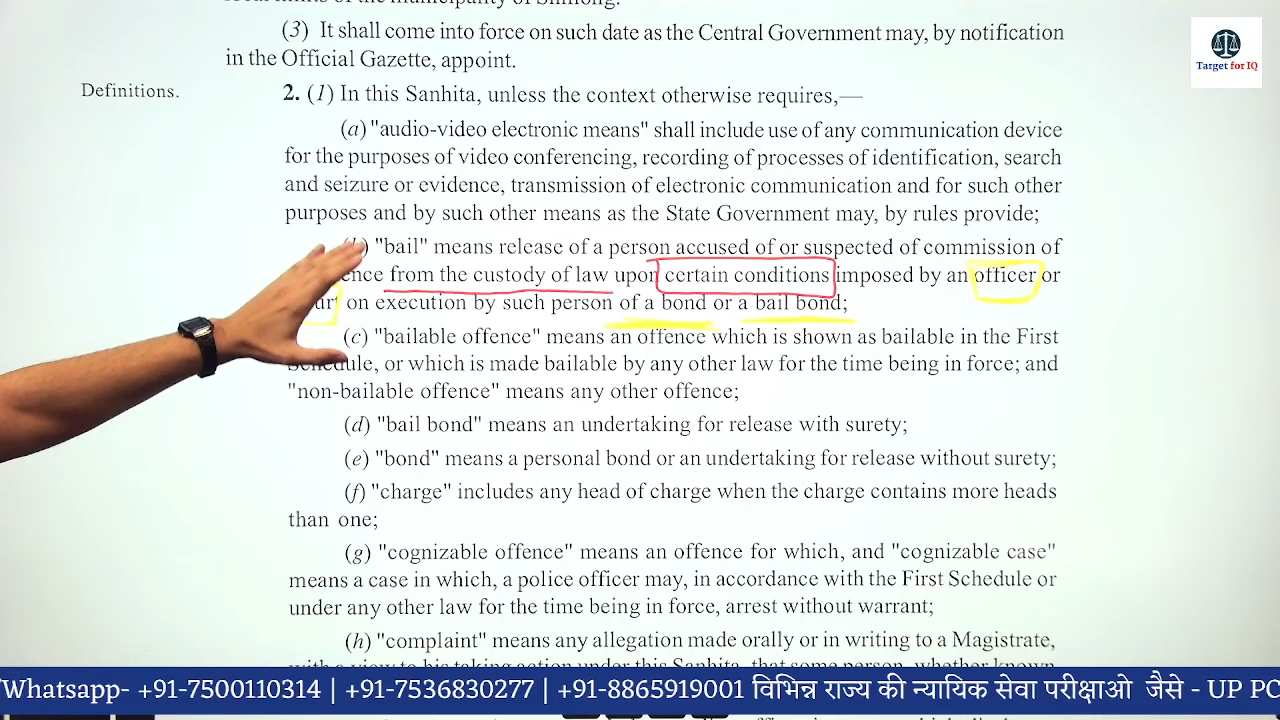 (3) It shall come into force on such date as the Central Government may, by notification
in the Official Gazette, appoint.
Target for IQ
Definitions.
2. (1) In this Sanhita, unless the context otherwise requires,—
(a) "audio-video electronic means" shall include use of any communication device
for the purposes of video conferencing, recording of processes of identification, search
and seizure or evidence, transmission of electronic communication and for such other
purposes and by such other means as the State Government may, by rules provide;
"bail" means release of a person accused of or suspected of commission of
from the custody of law upon certain conditions imposed by an officer or
on execution by such person of a bond or a bail bond;
(c) "bailable offence" means an offence which is shown as bailable in the First
Schedule, or which is made bailable by any other law for the time being in force; and
"non-bailable offence" means any other offence;
(d) "bail bond" means an undertaking for release with surety;
(e) "bond" means a personal bond or an undertaking for release without surety;
(f) "charge" includes any head of charge when the charge contains more heads
than one;
(g) "cognizable offence" means an offence for which, and "cognizable case"
means a case in which, a police officer may, in accordance with the First Schedule or
under any other law for the time being in force, arrest without warrant;
(h) "complaint" means any allegation made orally or in writing to a Magistrate,
Whatsapp- +91-7500110314 | +91-7536830277 | +91-8865919001 विभिन्न राज्य की न्यायिक सेवा परीक्षाओ जैसे - UP PC